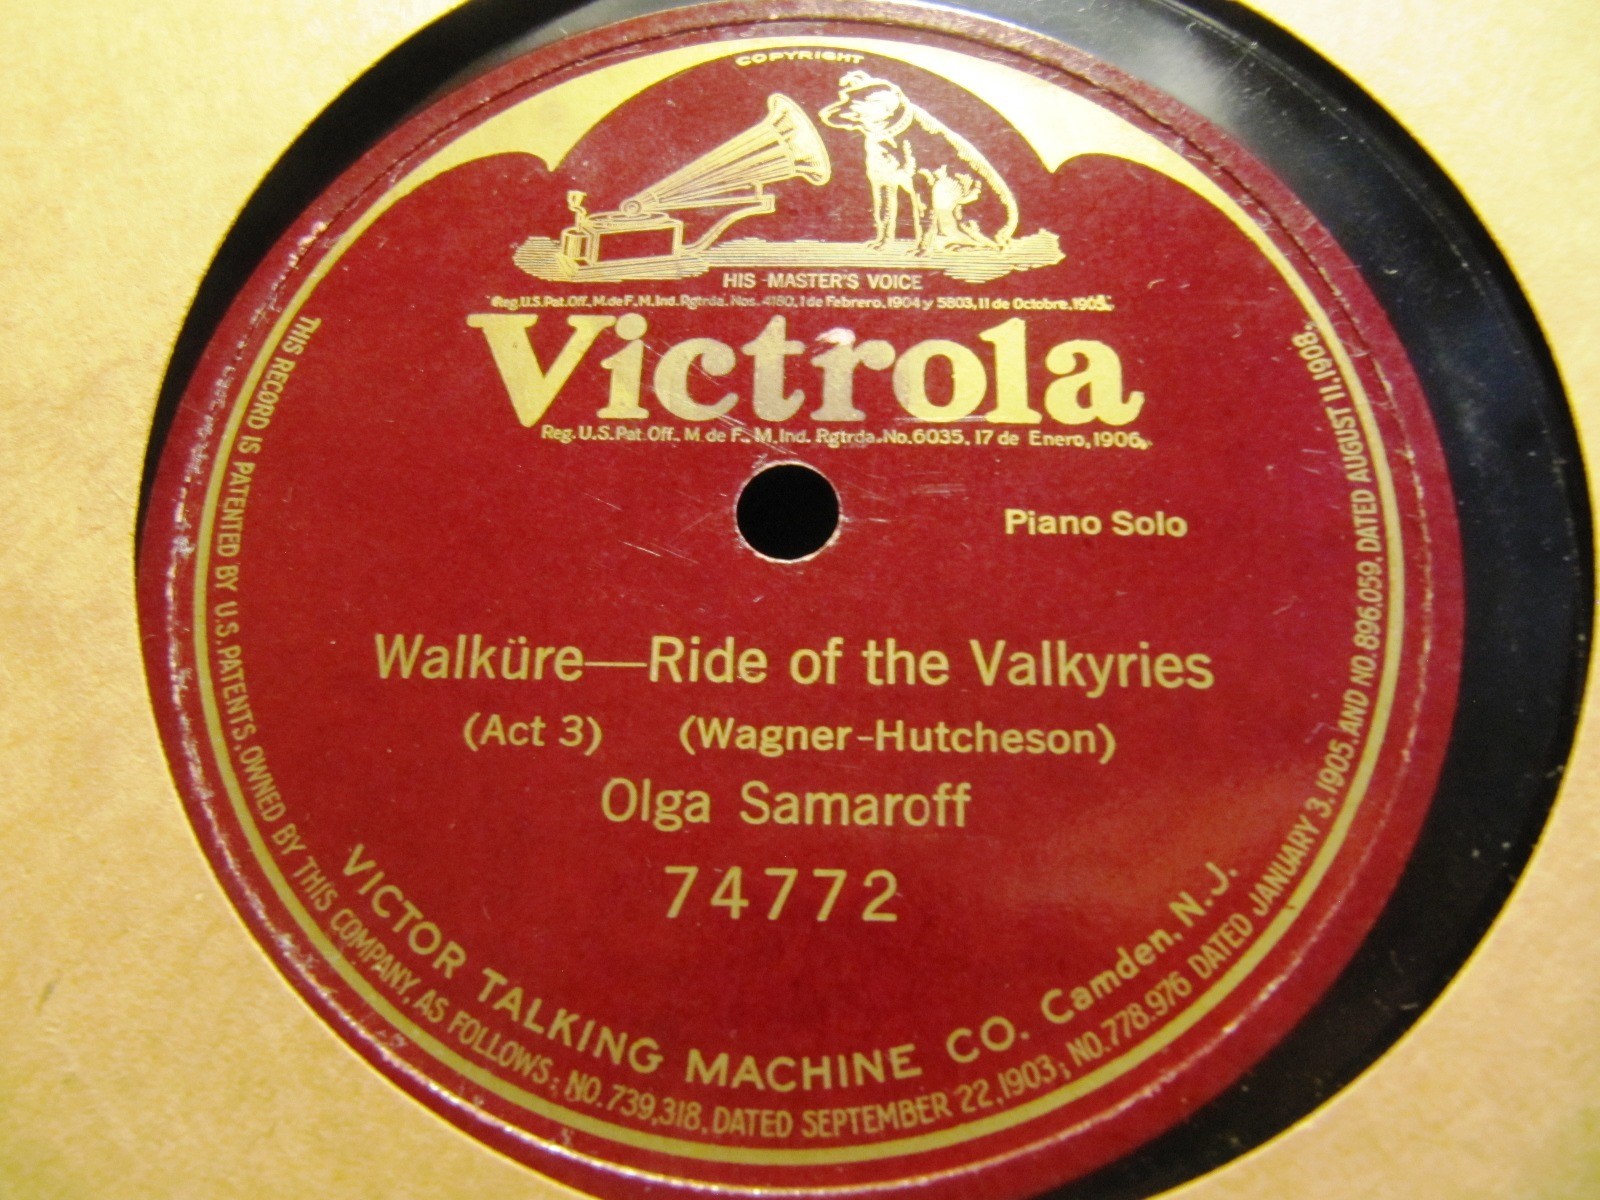 COPYRIGHT
HIS MASTER'S VOICE
Reg.U.S.Pat.Off., M.de F., M.Ind. Rgtrda. Nos. 4180, 1 de Febrero, 1904 y 5803, 11 de Octobre, 1905.
Victrola
Reg. U.S. Pat. Off. M. de F., M. Ind. Rgtrda. No. 6035, 17 de Enero, 1906.
Piano Solo
Walküre—Ride of the Valkyries
(Act 3) (Wagner-Hutcheson)
Olga Samaroff
74772
VICTOR TALKING MACHINE CO. Camden, N.J.
THIS RECORD IS PATENTED BY U.S. PATENTS, OWNED BY THIS COMPANY, AS FOLLOWS: NO. 739,318, DATED SEPTEMBER 22, 1903; NO. 778,976 DATED JANUARY 3, 1905, AND NO. 896,059, DATED AUGUST 11, 1908.